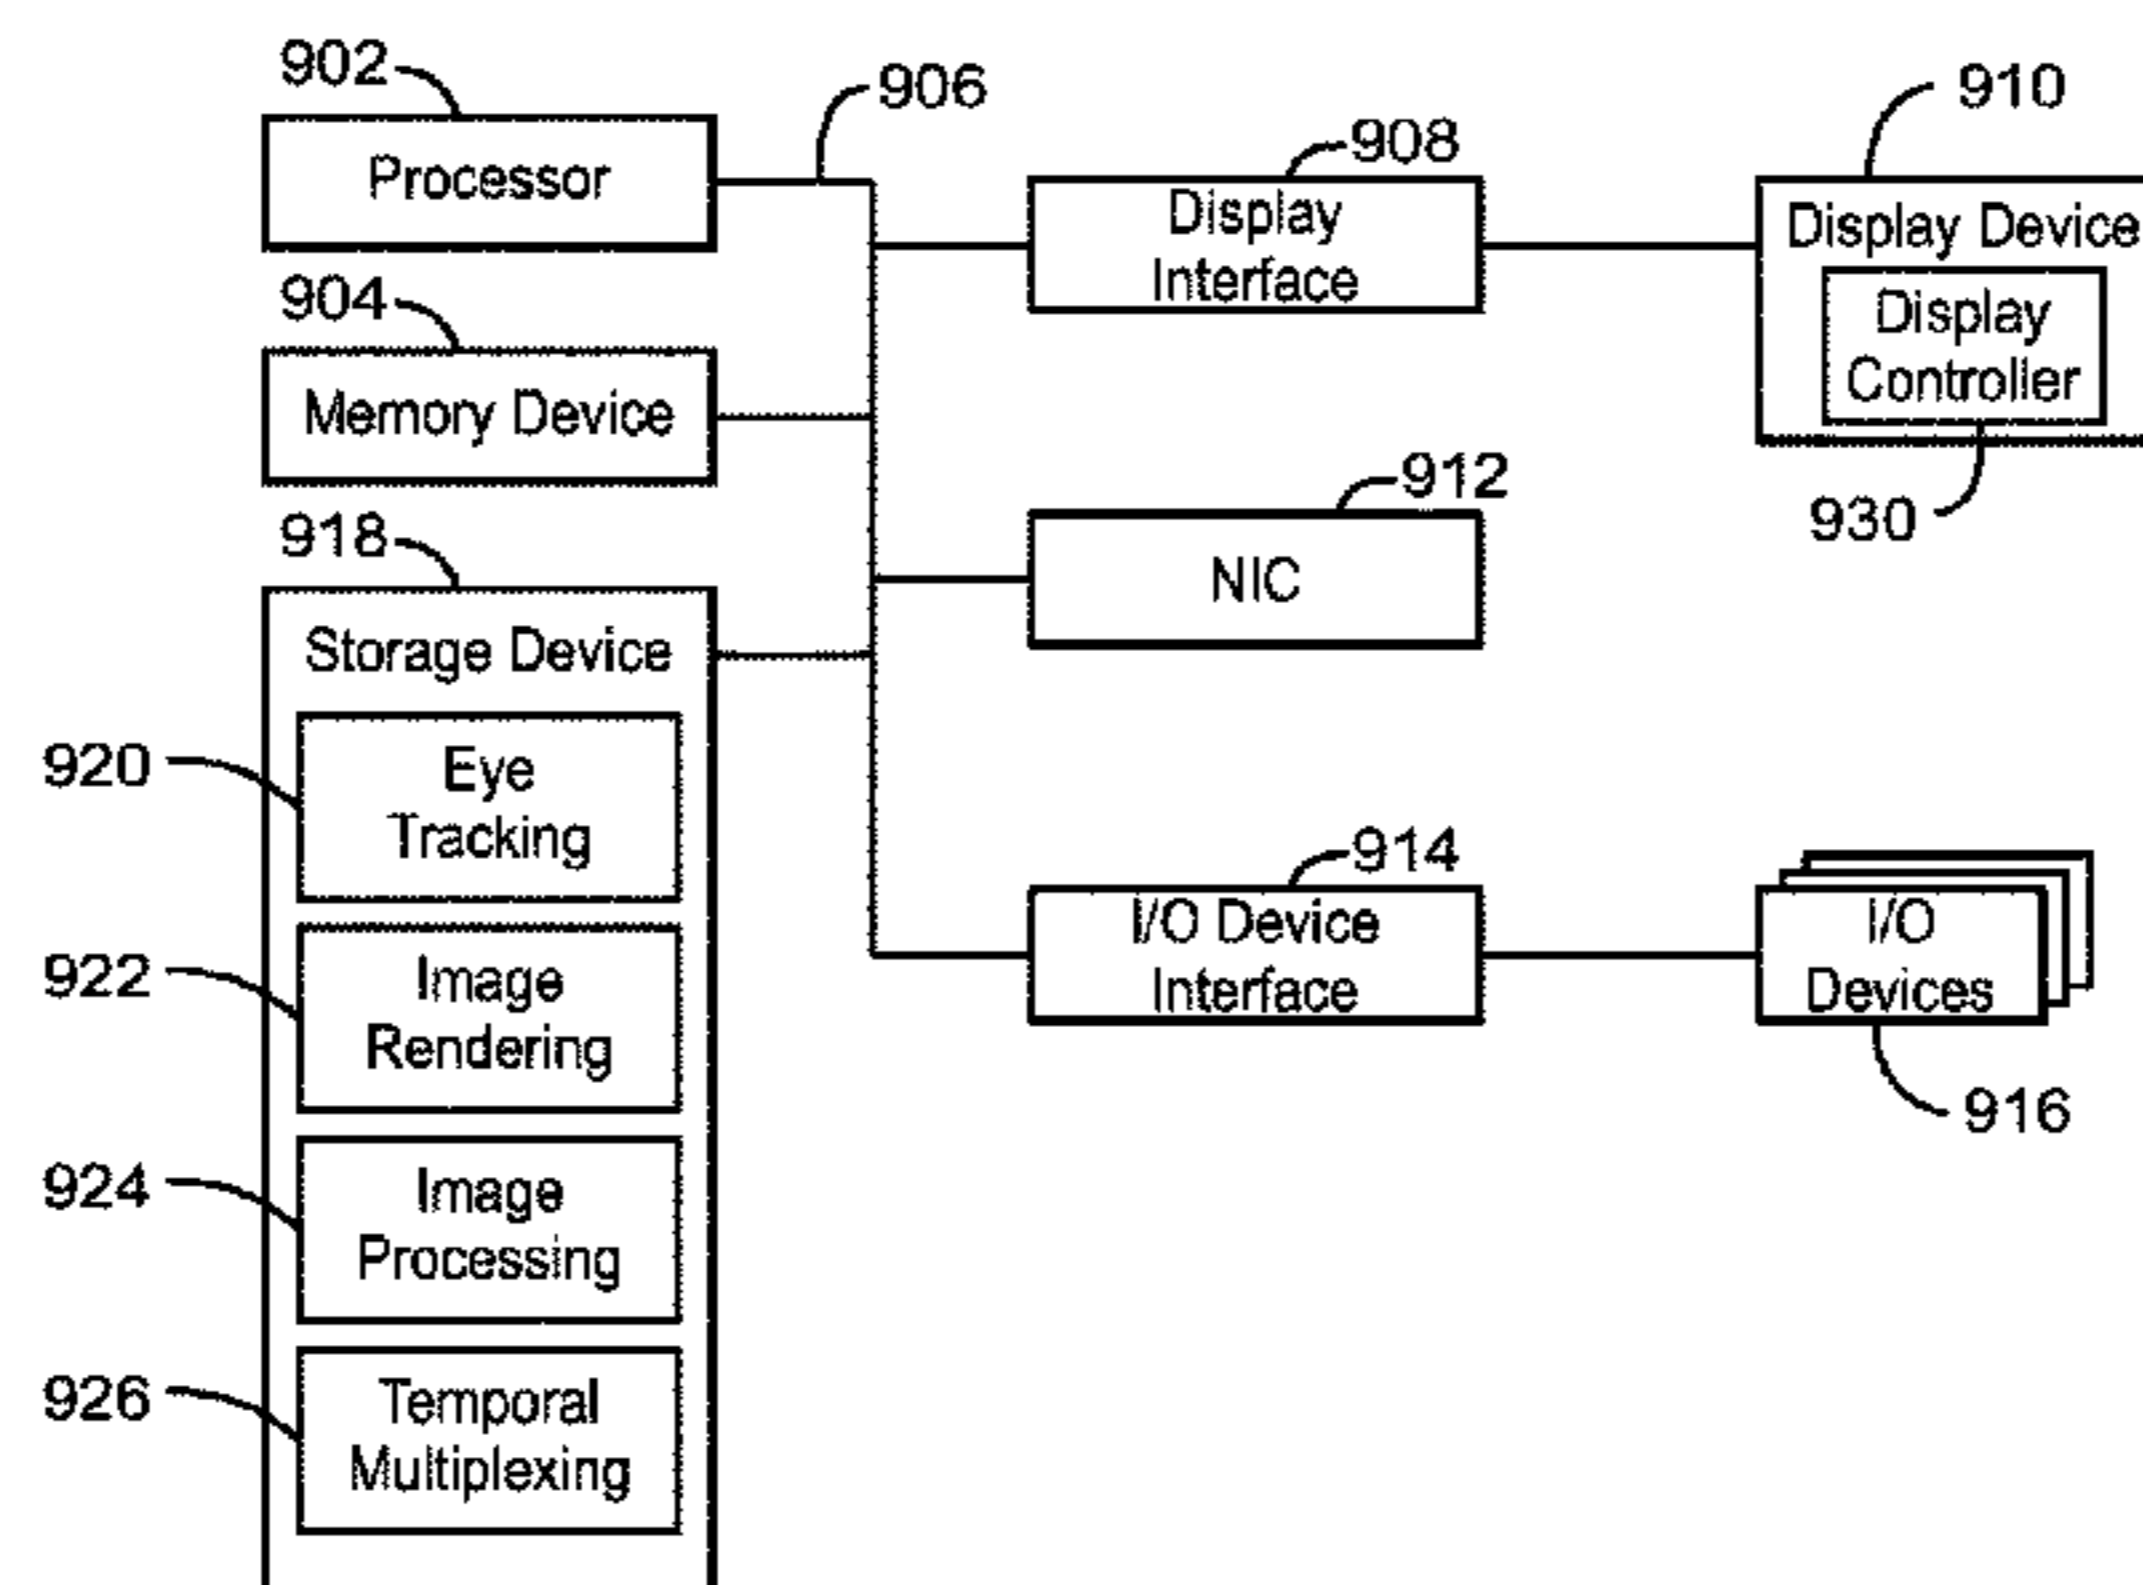 902
Processor
906
908
Display
Interface
910
Display Device
Display
Controller
930
904
Memory Device
912
NIC
918
Storage Device
920
Eye
Tracking
922
Image
Rendering
924
Image
Processing
926
Temporal
Multiplexing
914
I/O Device
Interface
I/O
Devices
916